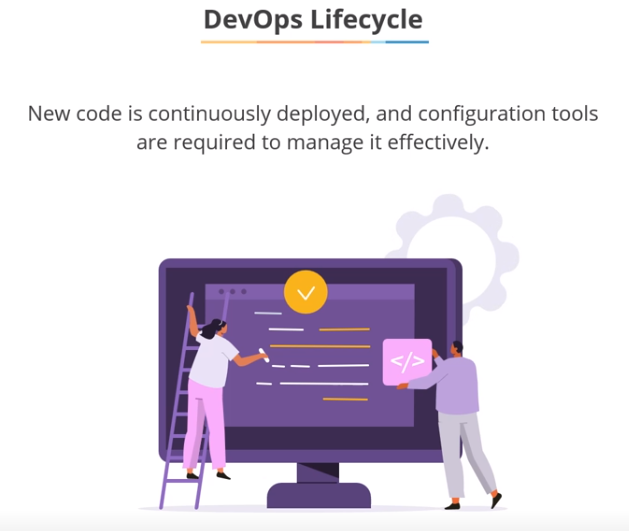 DevOps Lifecycle
New code is continuously deployed, and configuration tools
are required to manage it effectively.
</>